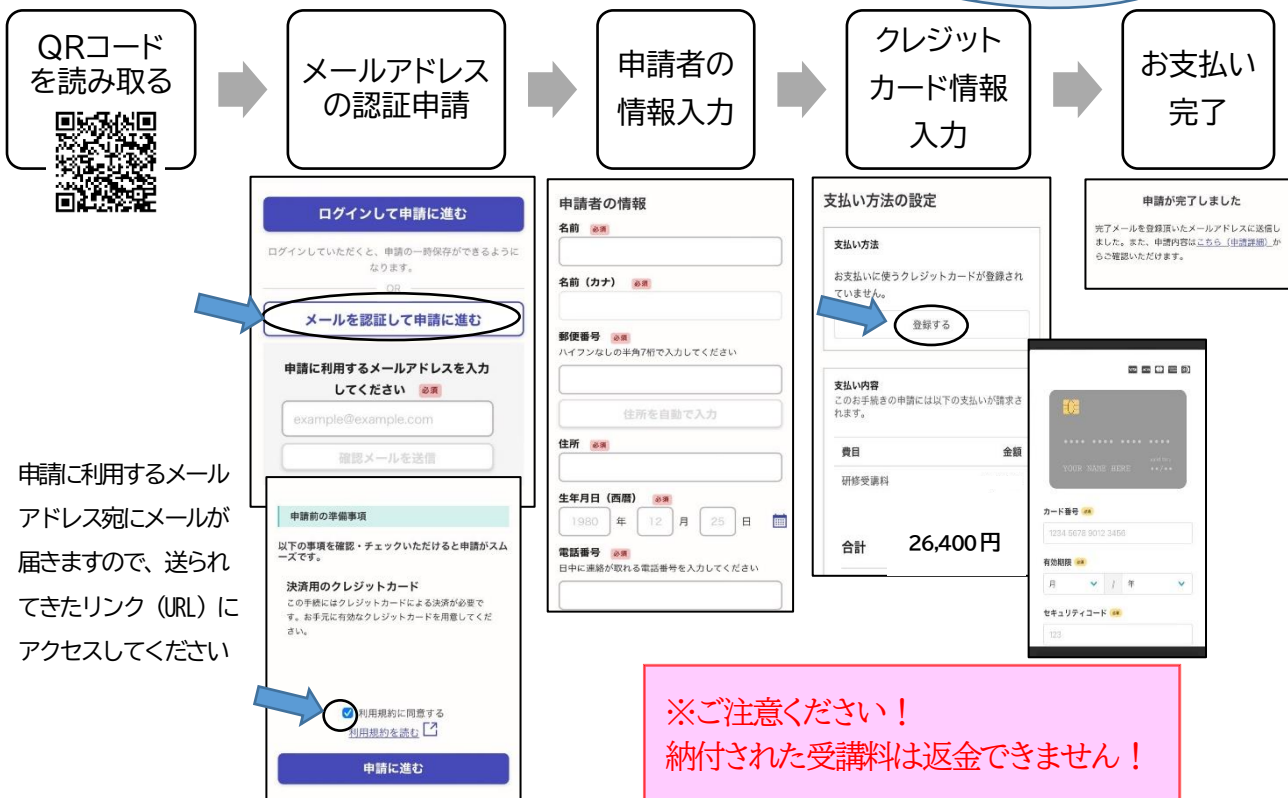 QRコード
を読み取る
メールアドレス
の認証申請
申請者の
情報入力
クレジット
カード情報
入力
お支払い
完了
ログインして申請に進む
ログインしていただくと、申請の一時保存ができるように
なります。
OR
メールを認証して申請に進む
申請に利用するメールアドレスを入力
してください 必須
example@example.com
確認メールを送信
申請に利用するメール
アドレス宛にメールが
届きますので、送られ
てきたリンク（URL）に
アクセスしてください
申請前の準備事項
以下の事項を確認・チェックいただけると申請がスム
ーズです。
決済用のクレジットカード
この手続にはクレジットカードによる決済が必要で
す。お手元に有効なクレジットカードを用意してくだ
さい。
利用規約に同意する
利用規約を読む
申請に進む
申請者の情報
名前 必須
名前（カナ） 必須
郵便番号 必須
ハイフンなしの半角7桁で入力してください
住所を自動で入力
住所 必須
生年月日（西暦） 必須
1980 年 12 月 25 日
電話番号 必須
日中に連絡が取れる電話番号を入力してください
支払い方法の設定
支払い方法
お支払いに使うクレジットカードが登録され
ていません。
登録する
支払い内容
このお手続きの申請には以下の支払いが請求さ
れます。
費目 金額
研修受講料
合計 26,400円
申請が完了しました
完了メールを登録頂いたメールアドレスに送信し
ました。また、申請内容はこちら（申請詳細）か
らご確認いただけます。
YOUR NAME HERE **/**
カード番号 必須
1234 5678 9012 3456
有効期限 必須
月 / 年
セキュリティコード 必須
123
※ご注意ください！
納付された受講料は返金できません！